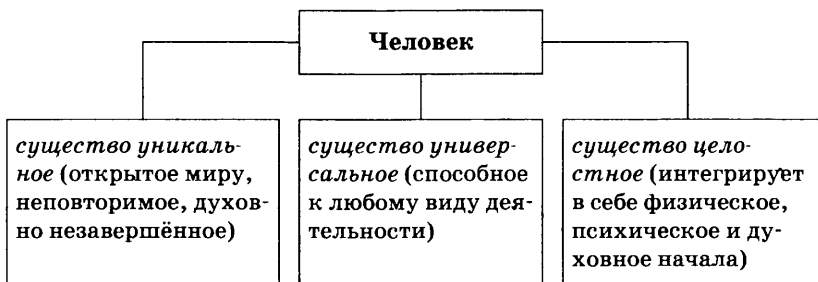 Человек
существо уникаль-
ное (открытое миру,
неповторимое, духов-
но незавершённое)
существо универ-
сальное (способное
к любому виду дея-
тельности)
существо цело-
стное (интегрирует
в себе физическое,
психическое и ду-
ховное начала)